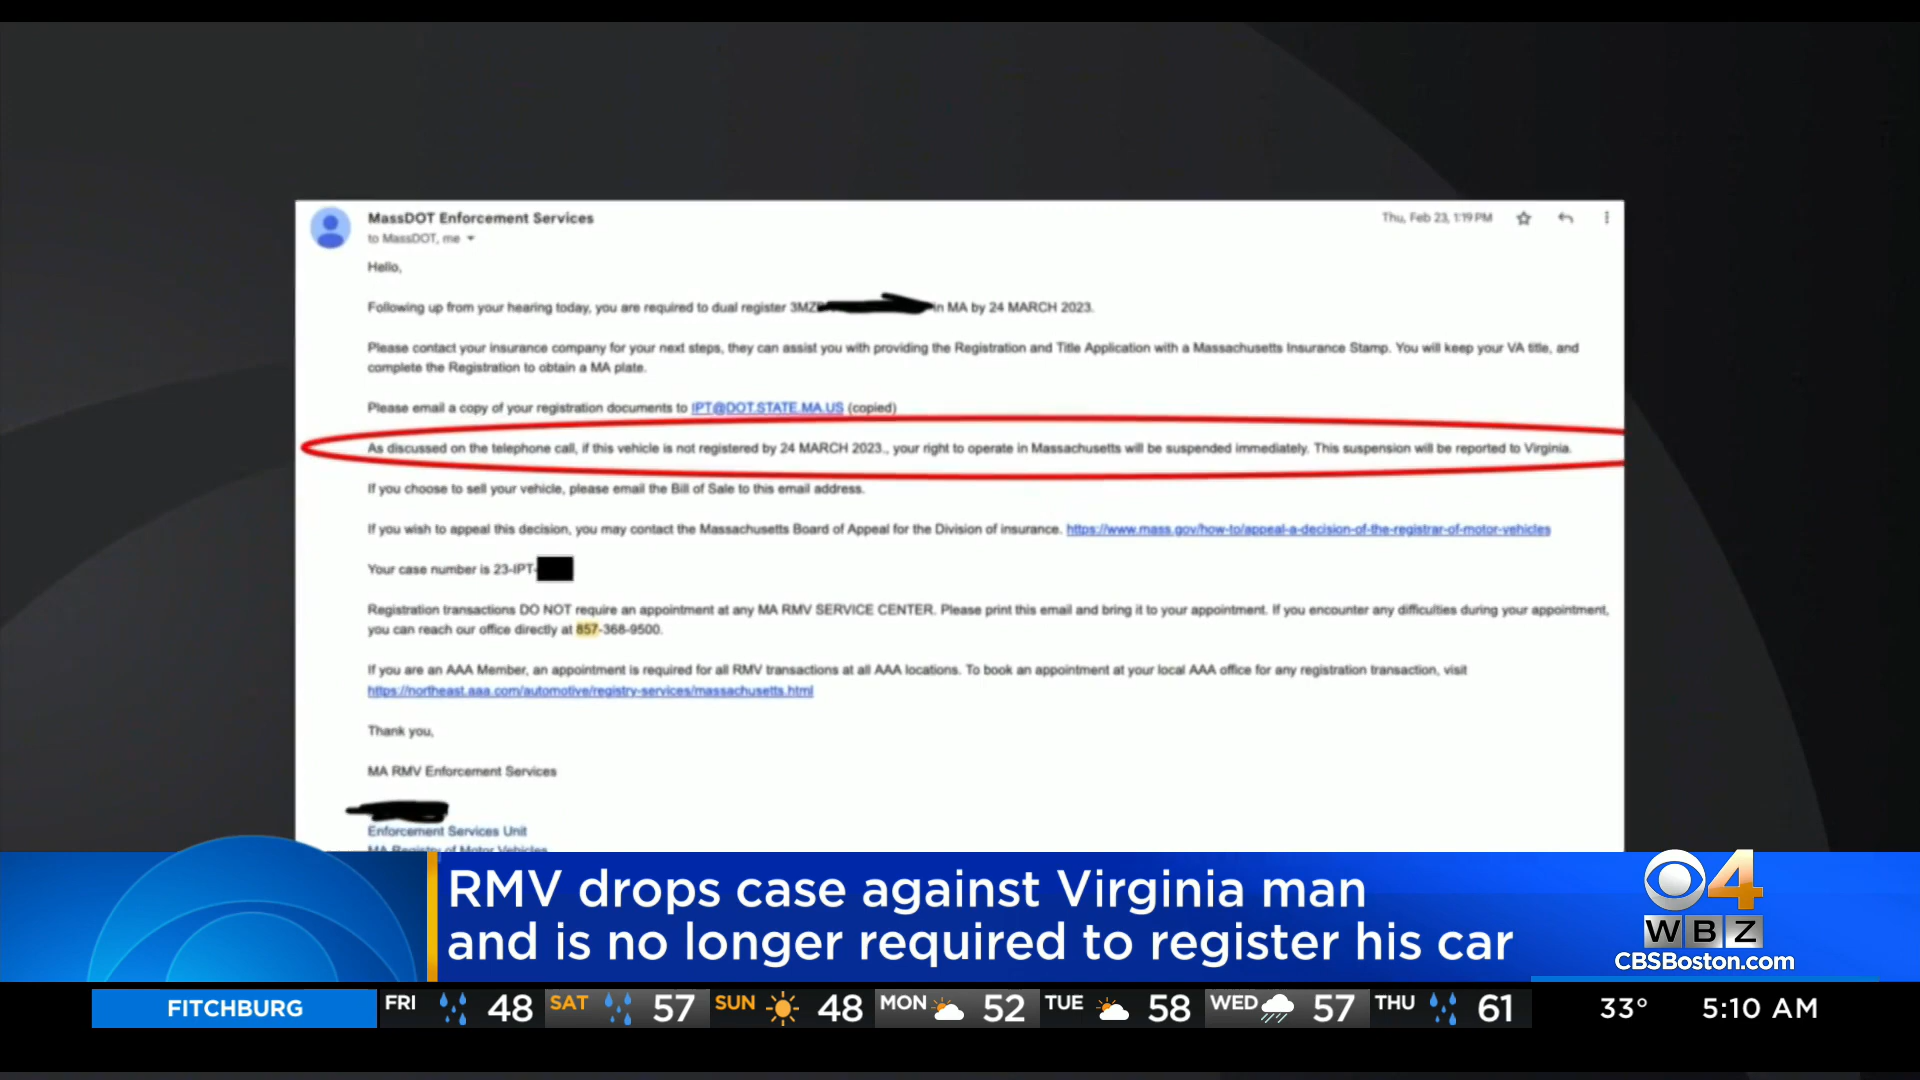 MassDOT Enforcement Services
Thu, Feb 23, 1:19 PM
to MassDOT, me
Hello,
Following up from your hearing today, you are required to dual register 3MZ in MA by 24 MARCH 2023.
Please contact your insurance company for your next steps, they can assist you with providing the Registration and Title Application with a Massachusetts Insurance Stamp. You will keep your VA title, and
complete the Registration to obtain a MA plate.
Please email a copy of your registration documents to IPT@DOT.STATE.MA.US (copied)
As discussed on the telephone call, if this vehicle is not registered by 24 MARCH 2023., your right to operate in Massachusetts will be suspended immediately. This suspension will be reported to Virginia.
If you choose to sell your vehicle, please email the Bill of Sale to this email address.
If you wish to appeal this decision, you may contact the Massachusetts Board of Appeal for the Division of insurance. https://www.mass.gov/how-to/appeal-a-decision-of-the-registrar-of-motor-vehicles
Your case number is 23-IPT-
Registration transactions DO NOT require an appointment at any MA RMV SERVICE CENTER. Please print this email and bring it to your appointment. If you encounter any difficulties during your appointment,
you can reach our office directly at 857-368-9500.
If you are an AAA Member, an appointment is required for all RMV transactions at all AAA locations. To book an appointment at your local AAA office for any registration transaction, visit
https://northeast.aaa.com/automotive/registry-services/massachusetts.html
Thank you,
MA RMV Enforcement Services
Enforcement Services Unit
MA Registry of Motor Vehicles
RMV drops case against Virginia man
and is no longer required to register his car
4
WBZ
CBSBoston.com
FITCHBURG FRI 48 SAT 57 SUN 48 MON 52 TUE 58 WED 57 THU 61 33° 5:10 AM